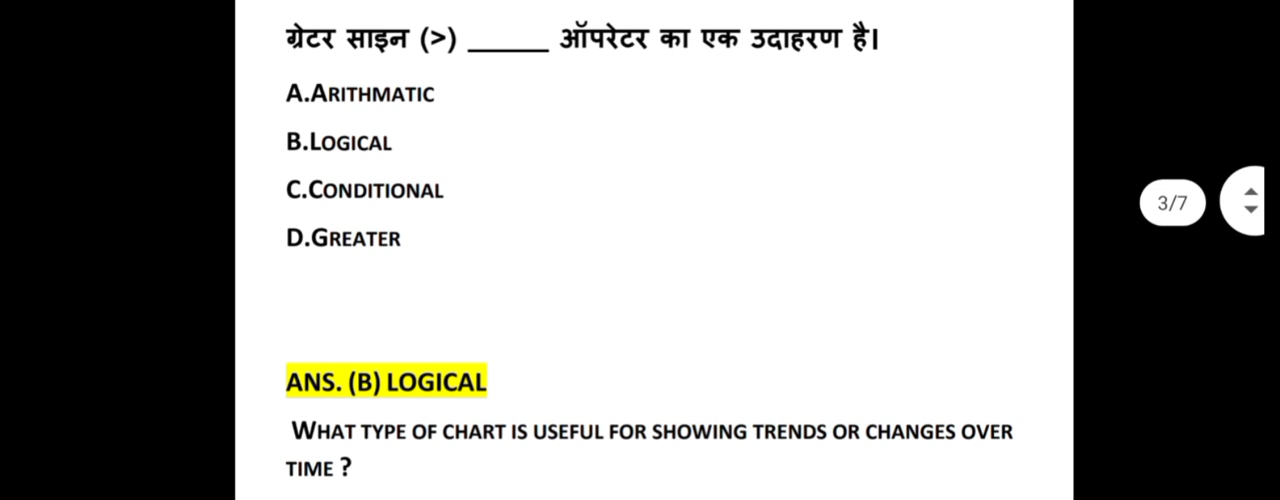 ग्रेटर साइन (>) ______ ऑपरेटर का एक उदाहरण है।
A.ARITHMATIC
B.LOGICAL
C.CONDITIONAL
D.GREATER
3/7
ANS. (B) LOGICAL
WHAT TYPE OF CHART IS USEFUL FOR SHOWING TRENDS OR CHANGES OVER
TIME ?